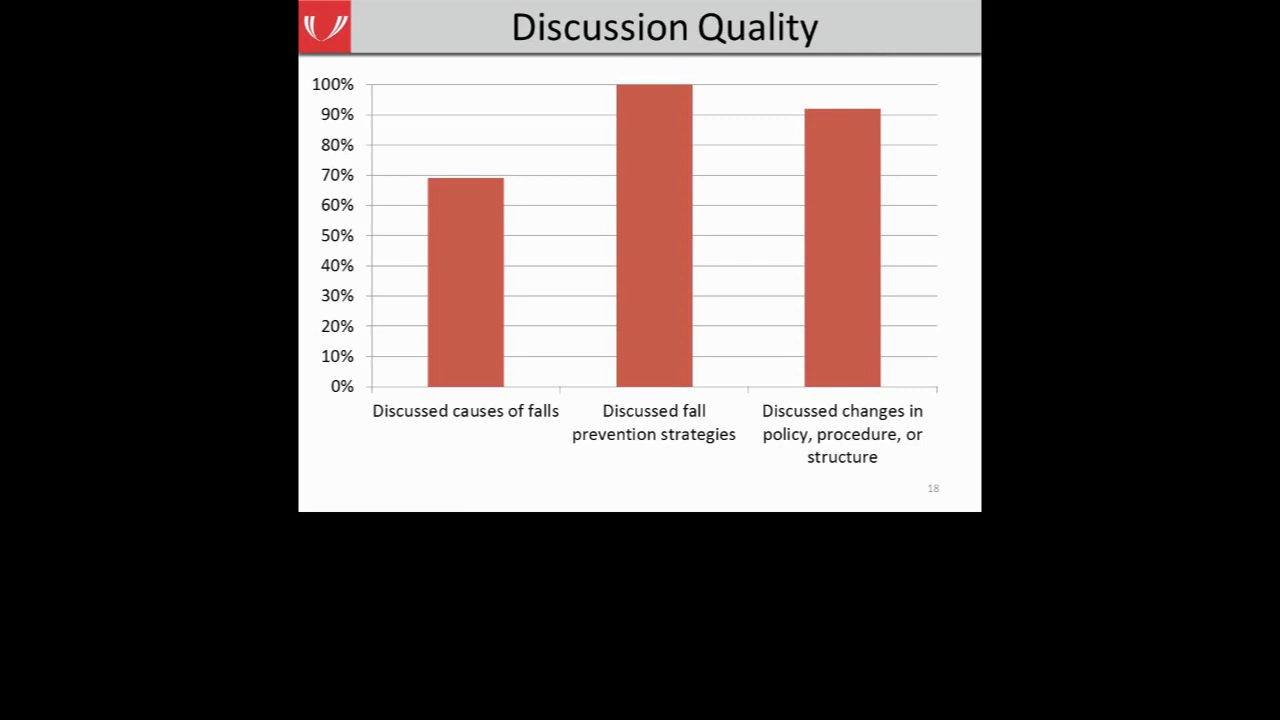 Discussion Quality
100%
90%
80%
70%
60%
50%
40%
30%
20%
10%
0%
Discussed causes of falls
Discussed fall
prevention strategies
Discussed changes in
policy, procedure, or
structure
18